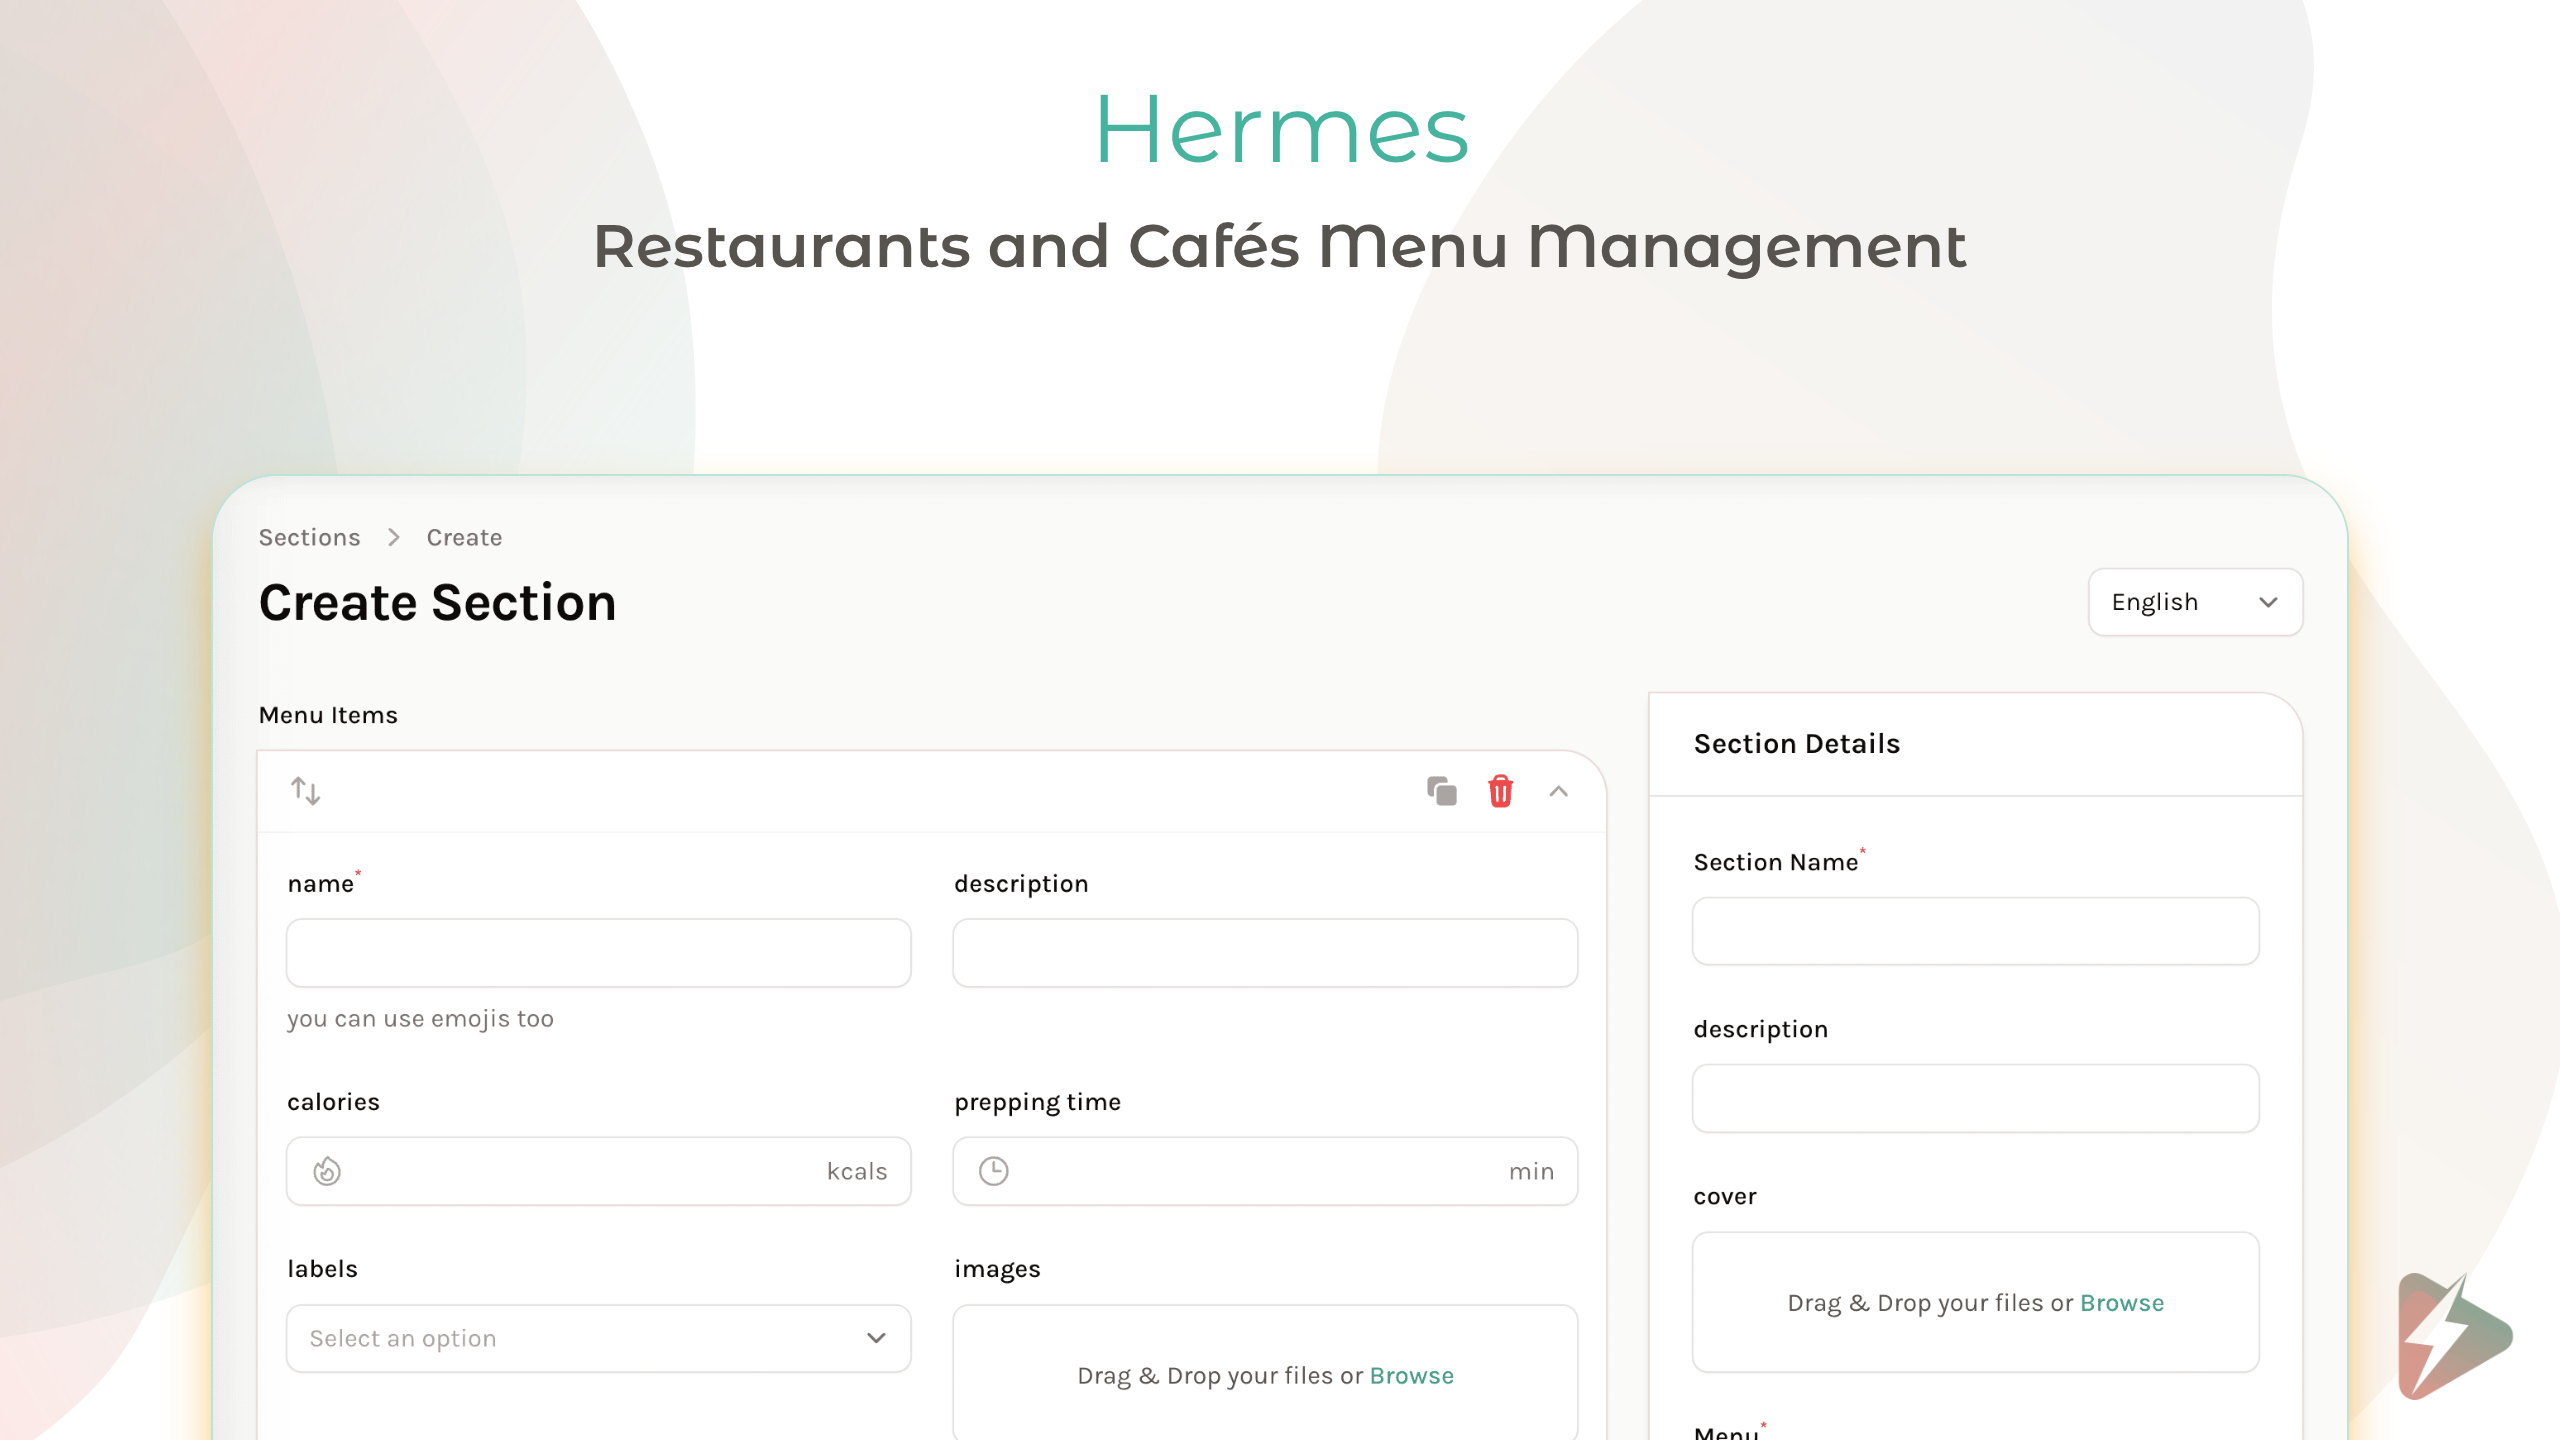 Hermes
Restaurants and Cafés Menu Management
Sections > Create
Create Section
English
Menu Items
name*
description
you can use emojis too
calories
prepping time
kcals
min
labels
images
Select an option
Drag & Drop your files or Browse
Section Details
Section Name*
description
cover
Drag & Drop your files or Browse
Menu*